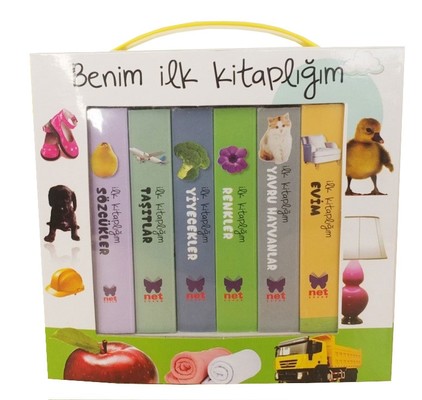 Benim ilk kitaplığım
ilk kitaplığım
SÖZCÜKLER
ilk kitaplığım
TAŞITLAR
ilk kitaplığım
YİYECEKLER
ilk kitaplığım
RENKLER
ilk kitaplığım
YAVRU HAYVANLAR
ilk kitaplığım
EVİM
net
net
net
net
net
net